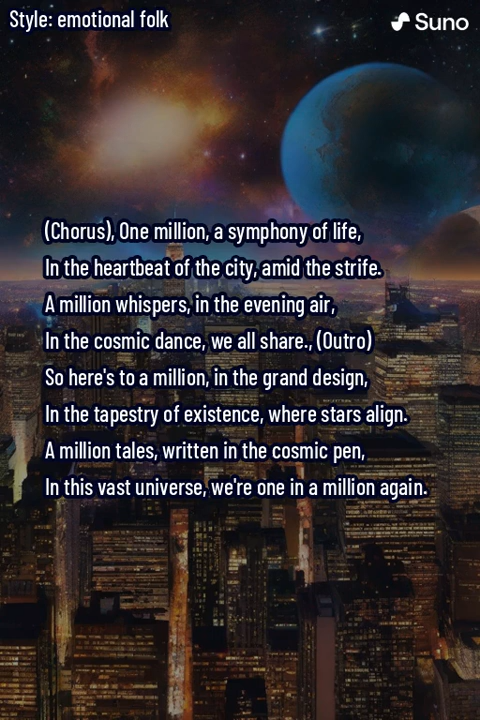 Style: emotional folk
Suno
(Chorus), One million, a symphony of life,
In the heartbeat of the city, amid the strife.
A million whispers, in the evening air,
In the cosmic dance, we all share., (Outro)
So here's to a million, in the grand design,
In the tapestry of existence, where stars align.
A million tales, written in the cosmic pen,
In this vast universe, we're one in a million again.